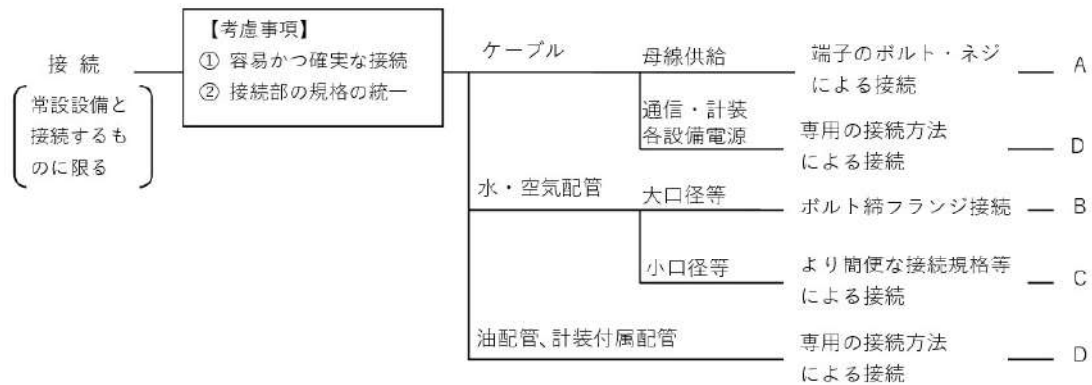 接 続
常設設備と
接続するも
のに限る
【考慮事項】
① 容易かつ確実な接続
② 接続部の規格の統一
ケーブル
母線供給
端子のボルト・ネジ
による接続
A
通信・計装
各設備電源
専用の接続方法
による接続
D
水・空気配管
大口径等
ボルト締フランジ接続
B
小口径等
より簡便な接続規格等
による接続
C
油配管、計装付属配管
専用の接続方法
による接続
D